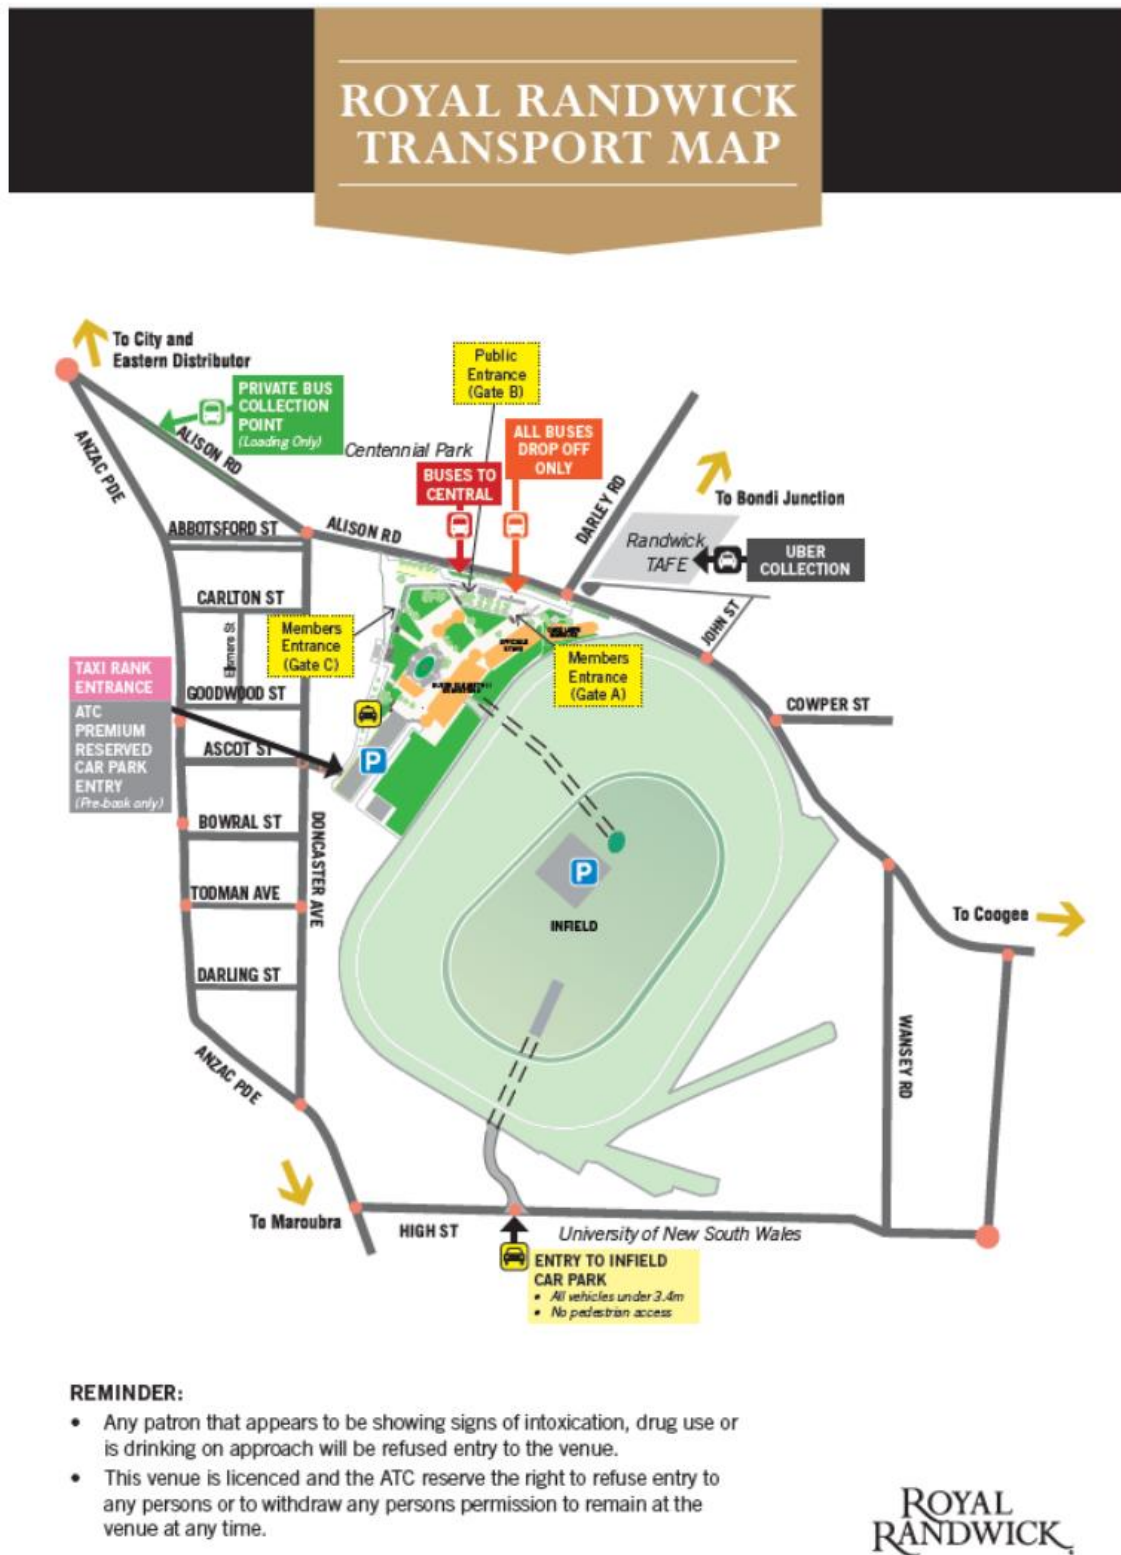 ROYAL RANDWICK
TRANSPORT MAP
To City and
Eastern Distributor
PRIVATE BUS
COLLECTION
POINT
(Loading Only)
Public
Entrance
(Gate B)
ALL BUSES
DROP OFF
ONLY
Centennial Park
BUSES TO
CENTRAL
ANZAC PDE
ALISON RD
ALISON RD
DARLEY RD
To Bondi Junction
Randwick
TAFE
UBER
COLLECTION
ABBOTSFORD ST
CARLTON ST
JOHN ST
Members
Entrance
(Gate C)
Members
Entrance
(Gate A)
TAXI RANK
ENTRANCE
GOODWOOD ST
COWPER ST
ATC
PREMIUM
RESERVED
CAR PARK
ENTRY
(Pre-book only)
ASCOT ST
P
BOWRAL ST
DONCASTER AVE
P
TODMAN AVE
INFIELD
To Coogee
DARLING ST
WANSEY RD
ANZAC PDE
To Maroubra
HIGH ST
University of New South Wales
ENTRY TO INFIELD
CAR PARK
• All vehicles under 3.4m
• No pedestrian access
REMINDER:
• Any patron that appears to be showing signs of intoxication, drug use or
is drinking on approach will be refused entry to the venue.
• This venue is licenced and the ATC reserve the right to refuse entry to
any persons or to withdraw any persons permission to remain at the
venue at any time.
ROYAL
RANDWICK